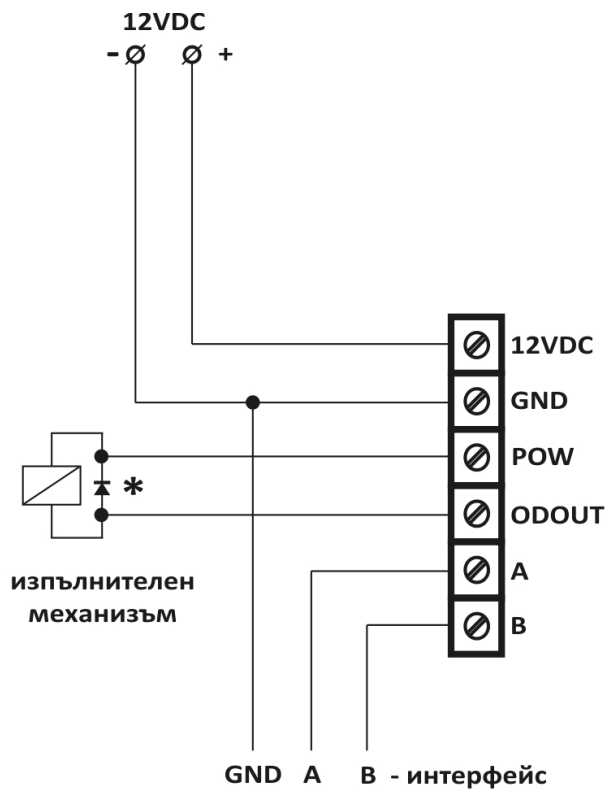 12VDC
- +
12VDC
GND
POW
*
ODOUT
изпълнителен
механизъм
A
B
GND A B - интерфейс